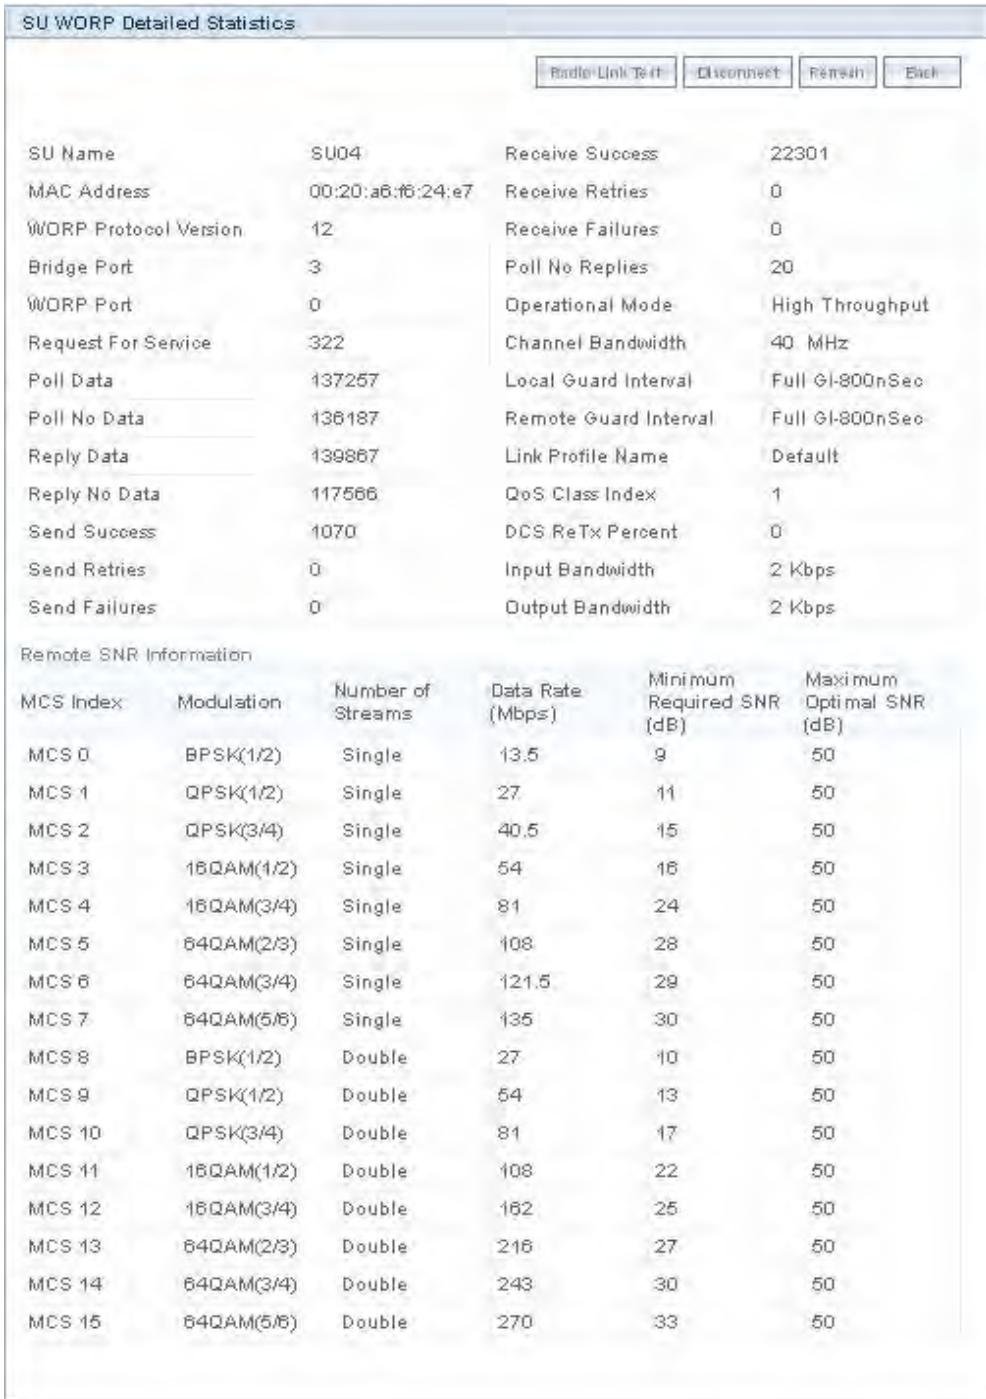 SU WORP Detailed Statistics
Radio Link Test Disconnect Refresh Back
SU Name SU04 Receive Success 22301
MAC Address 00:20:a6:f6:24:e7 Receive Retries 0
WORP Protocol Version 12 Receive Failures 0
Bridge Port 3 Poll No Replies 20
WORP Port 0 Operational Mode High Throughput
Request For Service 322 Channel Bandwidth 40 MHz
Poll Data 137257 Local Guard Interval Full GI-800nSec
Poll No Data 136187 Remote Guard Interval Full GI-800nSec
Reply Data 139867 Link Profile Name Default
Reply No Data 117566 QoS Class Index 1
Send Success 1070 DCS ReTx Percent 0
Send Retries 0 Input Bandwidth 2 Kbps
Send Failures 0 Output Bandwidth 2 Kbps
Remote SNR Information
MCS Index Modulation Number of Streams Data Rate (Mbps) Minimum Required SNR (dB) Maximum Optimal SNR (dB)
MCS 0 BPSK(1/2) Single 13.5 9 50
MCS 1 QPSK(1/2) Single 27 11 50
MCS 2 QPSK(3/4) Single 40.5 15 50
MCS 3 16QAM(1/2) Single 54 16 50
MCS 4 16QAM(3/4) Single 81 24 50
MCS 5 64QAM(2/3) Single 108 28 50
MCS 6 64QAM(3/4) Single 121.5 29 50
MCS 7 64QAM(5/6) Single 135 30 50
MCS 8 BPSK(1/2) Double 27 10 50
MCS 9 QPSK(1/2) Double 54 13 50
MCS 10 QPSK(3/4) Double 81 17 50
MCS 11 16QAM(1/2) Double 108 22 50
MCS 12 16QAM(3/4) Double 162 25 50
MCS 13 64QAM(2/3) Double 216 27 50
MCS 14 64QAM(3/4) Double 243 30 50
MCS 15 64QAM(5/6) Double 270 33 50